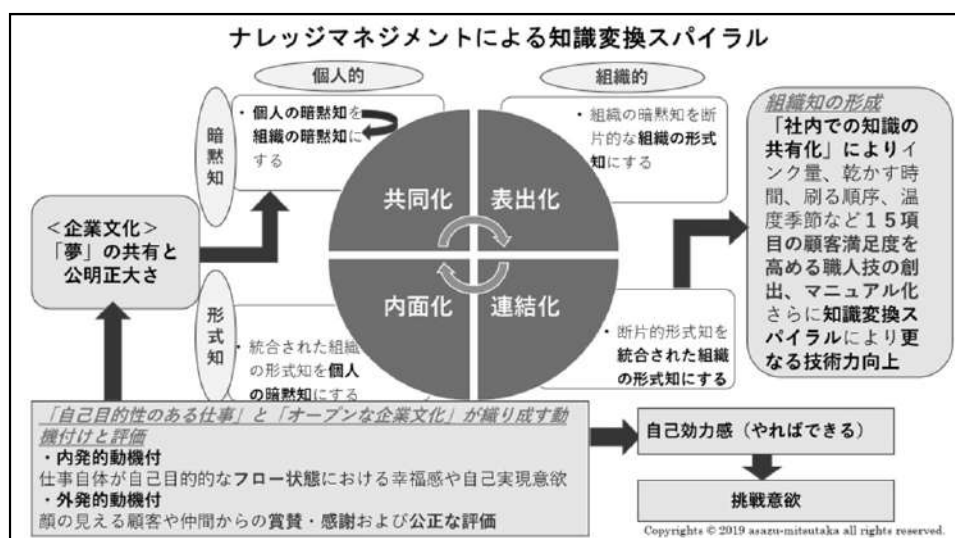 ナレッジマネジメントによる知識変換スパイラル
個人的
組織的
暗黙知
形式知
・個人の暗黙知を
組織の暗黙知に
する
・組織の暗黙知を断
片的な組織の形式
知にする
共同化
表出化
内面化
連結化
・統合された組織
の形式知を個人
の暗黙知にする
・断片的形式知を
統合された組織
の形式知にする
<企業文化>
「夢」の共有と
公明正大さ
組織知の形成
「社内での知識の
共有化」によりイ
ンク量、乾かす時
間、刷る順序、温
度季節など15項
目の顧客満足度を
高める職人技の創
出、マニュアル化
さらに知識変換ス
パイラルにより更
なる技術力向上
「自己目的性のある仕事」と「オープンな企業文化」が織り成す動
機付けと評価
・内発的動機付
仕事自体が自己目的的なフロー状態における幸福感や自己実現意欲
・外発的動機付
顔の見える顧客や仲間からの賞賛・感謝および公正な評価
自己効力感（やればできる）
挑戦意欲
Copyrights © 2019 asazu-mitsutaka all rights reserved.